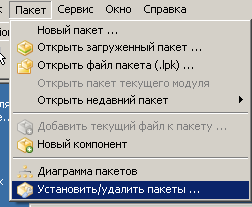 Пакет Сервис Окно Справка
Новый пакет ...
Открыть загруженный пакет ...
Открыть файл пакета (.lpk) ...
Открыть пакет текущего модуля
Открыть недавний пакет
Добавить текущий файл к пакету ...
Новый компонент
Диаграмма пакетов
Установить/удалить пакеты ...